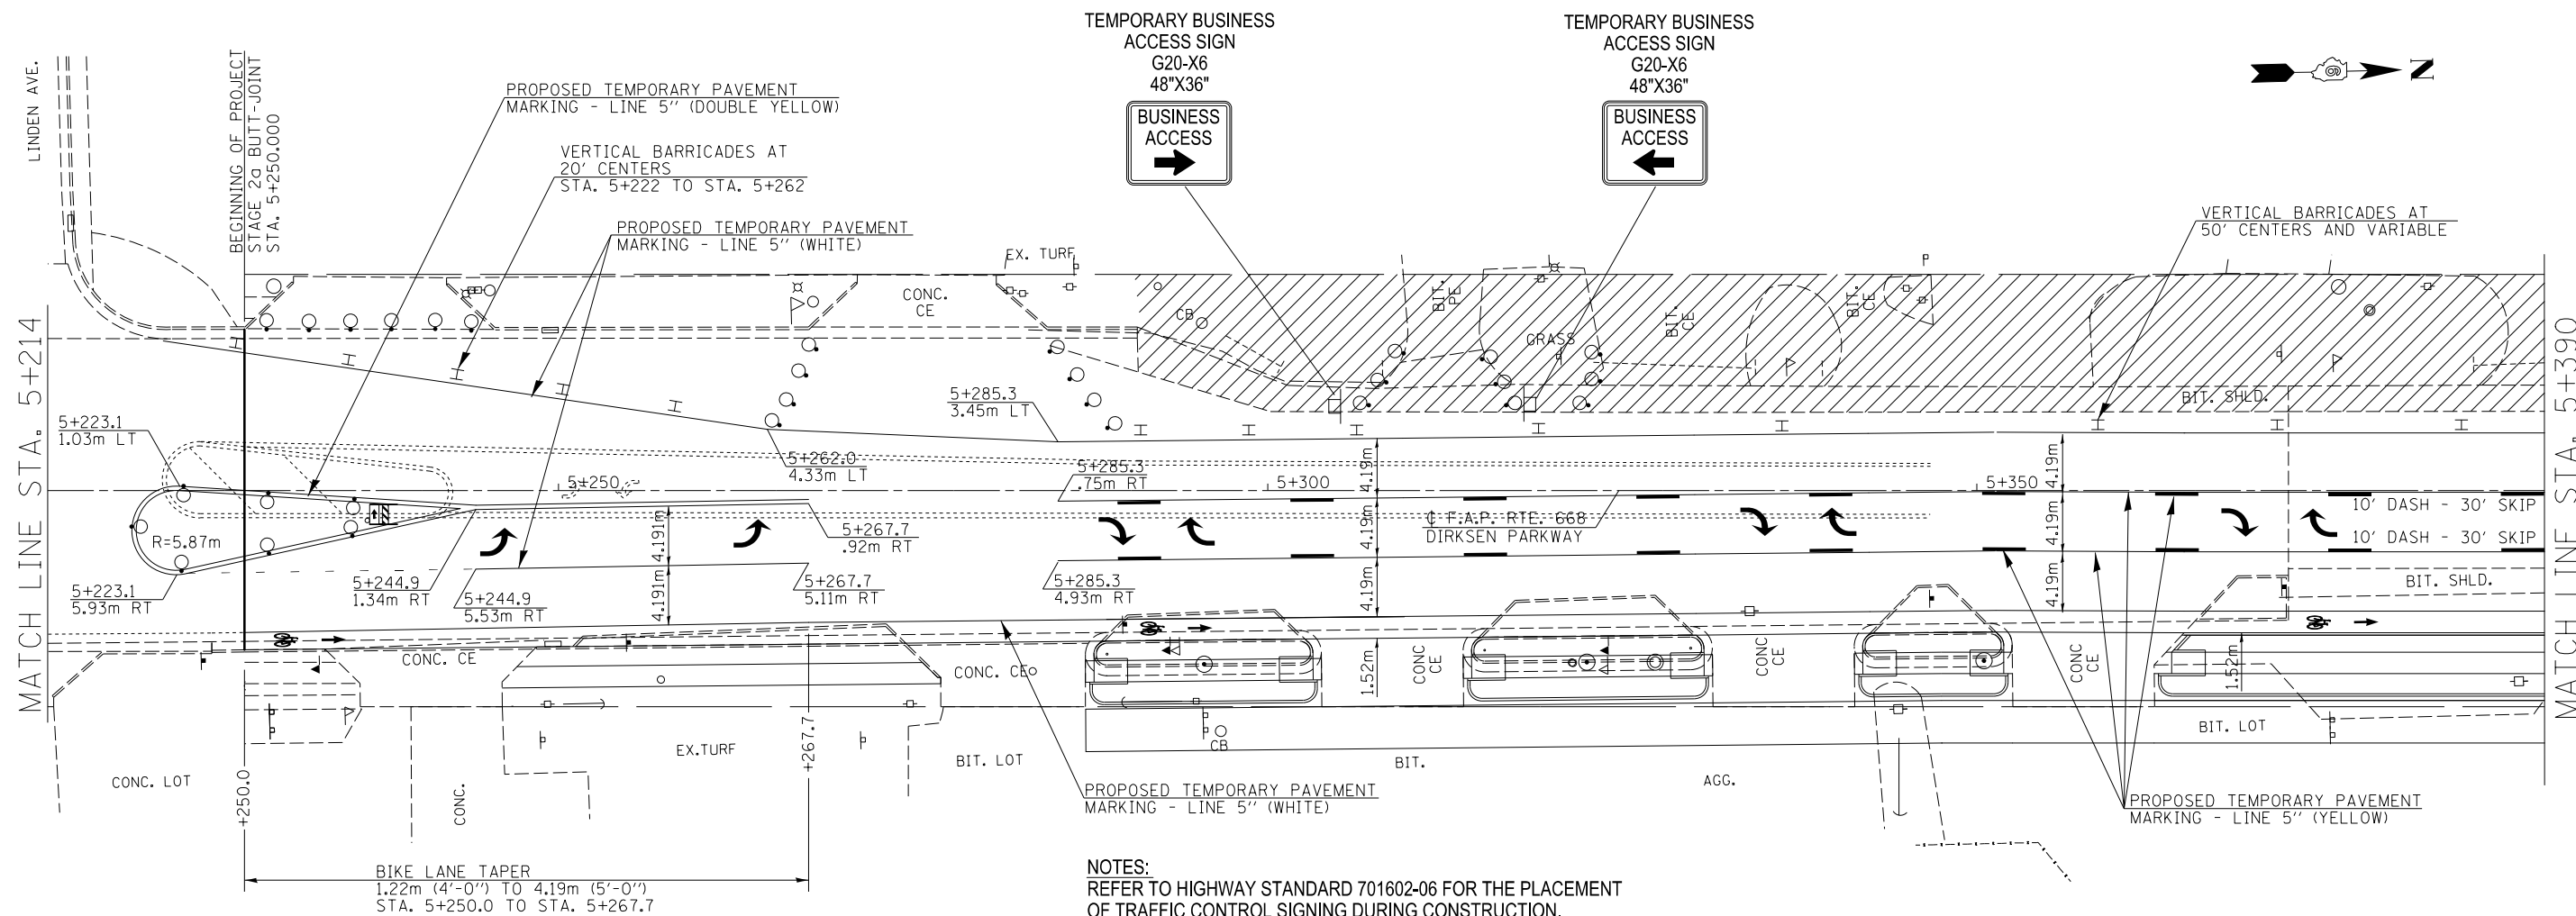 TEMPORARY BUSINESS
ACCESS SIGN
G20-X6
48"X36"
BUSINESS
ACCESS
TEMPORARY BUSINESS
ACCESS SIGN
G20-X6
48"X36"
BUSINESS
ACCESS
N
LINDEN AVE.
BEGINNING OF PROJECT
STAGE 2a BUTT-JOINT
STA. 5+250.000
PROPOSED TEMPORARY PAVEMENT
MARKING - LINE 5'' (DOUBLE YELLOW)
VERTICAL BARRICADES AT
20' CENTERS
STA. 5+222 TO STA. 5+262
PROPOSED TEMPORARY PAVEMENT
MARKING - LINE 5'' (WHITE)
VERTICAL BARRICADES AT
50' CENTERS AND VARIABLE
EX. TURF
CONC.
CE
CB
BIT.
PE
GRASS
BIT.
CE
BIT.
CE
BIT. SHLD.
MATCH LINE STA. 5+214
MATCH LINE STA. 5+390
5+223.1
1.03m LT
5+285.3
3.45m LT
5+262.0
4.33m LT
5+250
5+285.3
.75m RT
5+300
5+350
4.19m
4.19m
4.19m
4.19m
4.19m
4.19m
10' DASH - 30' SKIP
10' DASH - 30' SKIP
R=5.87m
4.191m
4.191m
5+267.7
.92m RT
℄ F.A.P. RTE. 668
DIRKSEN PARKWAY
5+223.1
5.93m RT
5+244.9
1.34m RT
5+244.9
5.53m RT
5+267.7
5.11m RT
5+285.3
4.93m RT
BIT. SHLD.
CONC. CE
CONC. CE
1.52m
CONC
CE
CONC
CE
CONC
CE
1.52m
CONC. LOT
+250.0
CONC.
EX.TURF
+267.7
BIT. LOT
CB
BIT.
AGG.
BIT. LOT
PROPOSED TEMPORARY PAVEMENT
MARKING - LINE 5'' (WHITE)
PROPOSED TEMPORARY PAVEMENT
MARKING - LINE 5'' (YELLOW)
BIKE LANE TAPER
1.22m (4'-0'') TO 4.19m (5'-0'')
STA. 5+250.0 TO STA. 5+267.7
NOTES:
REFER TO HIGHWAY STANDARD 701602-06 FOR THE PLACEMENT
OF TRAFFIC CONTROL SIGNING DURING CONSTRUCTION.